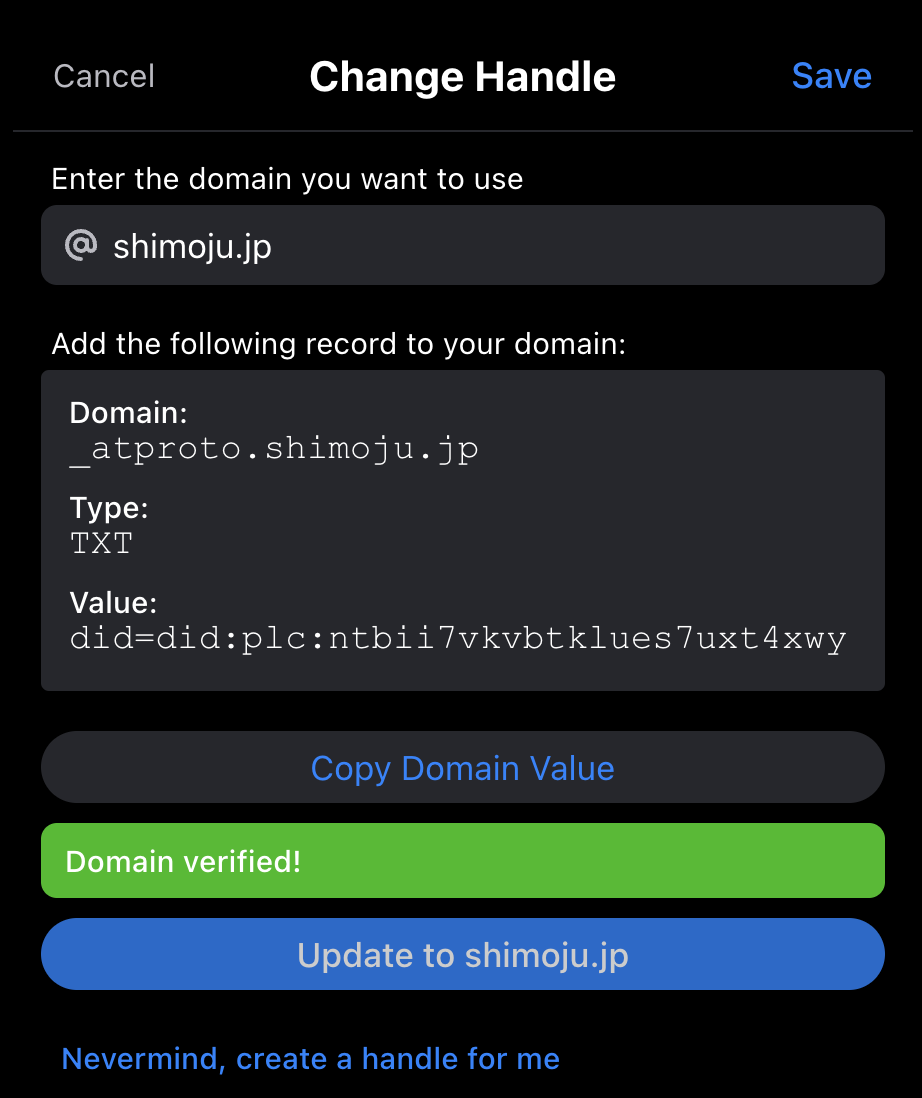 Cancel
Change Handle
Save
Enter the domain you want to use
@ shimoju.jp
Add the following record to your domain:
Domain:
_atproto.shimoju.jp
Type:
TXT
Value:
did=did:plc:ntbii7vkvbtklues7uxt4xwy
Copy Domain Value
Domain verified!
Update to shimoju.jp
Nevermind, create a handle for me